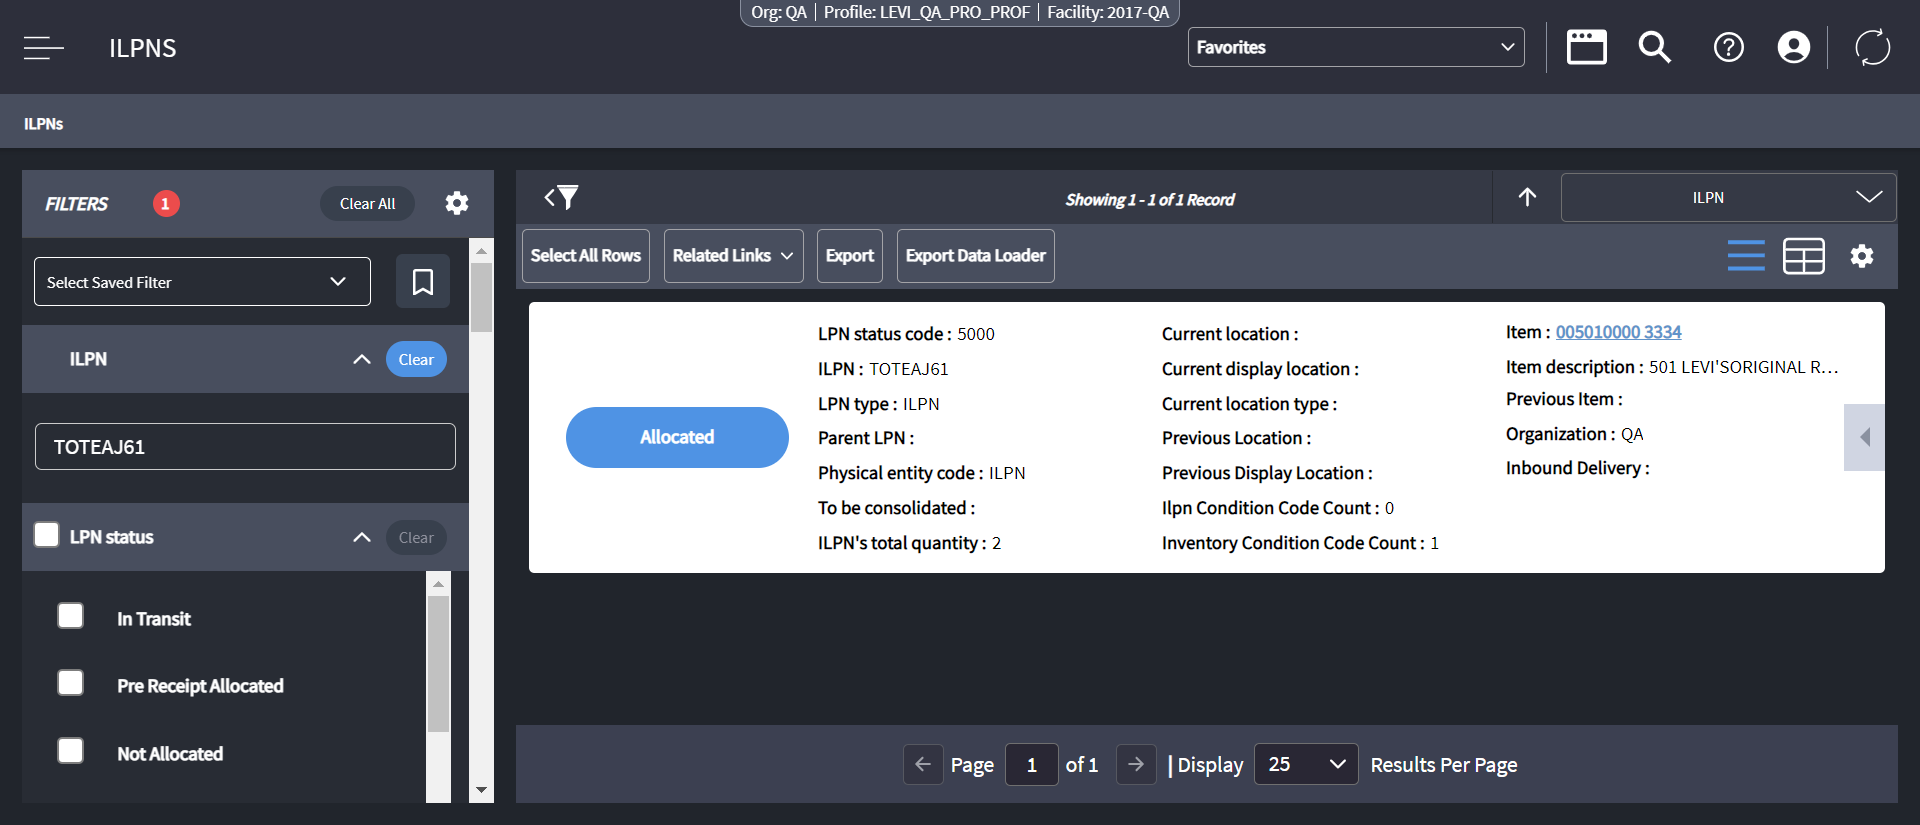 Org: QA | Profile: LEVI_QA_PRO_PROF | Facility: 2017-QA
ILPNS
Favorites
ILPNs
FILTERS
1
Clear All
Select Saved Filter
ILPN
Clear
TOTEAJ61
LPN status
Clear
In Transit
Pre Receipt Allocated
Not Allocated
Showing 1 - 1 of 1 Record
ILPN
Select All Rows
Related Links
Export
Export Data Loader
Allocated
LPN status code : 5000
ILPN : TOTEAJ61
LPN type : ILPN
Parent LPN :
Physical entity code : ILPN
To be consolidated :
ILPN's total quantity : 2
Current location :
Current display location :
Current location type :
Previous Location :
Previous Display Location :
Ilpn Condition Code Count : 0
Inventory Condition Code Count : 1
Item : 005010000 3334
Item description : 501 LEVI'SORIGINAL R...
Previous Item :
Organization : QA
Inbound Delivery :
Page 1 of 1 | Display 25 Results Per Page